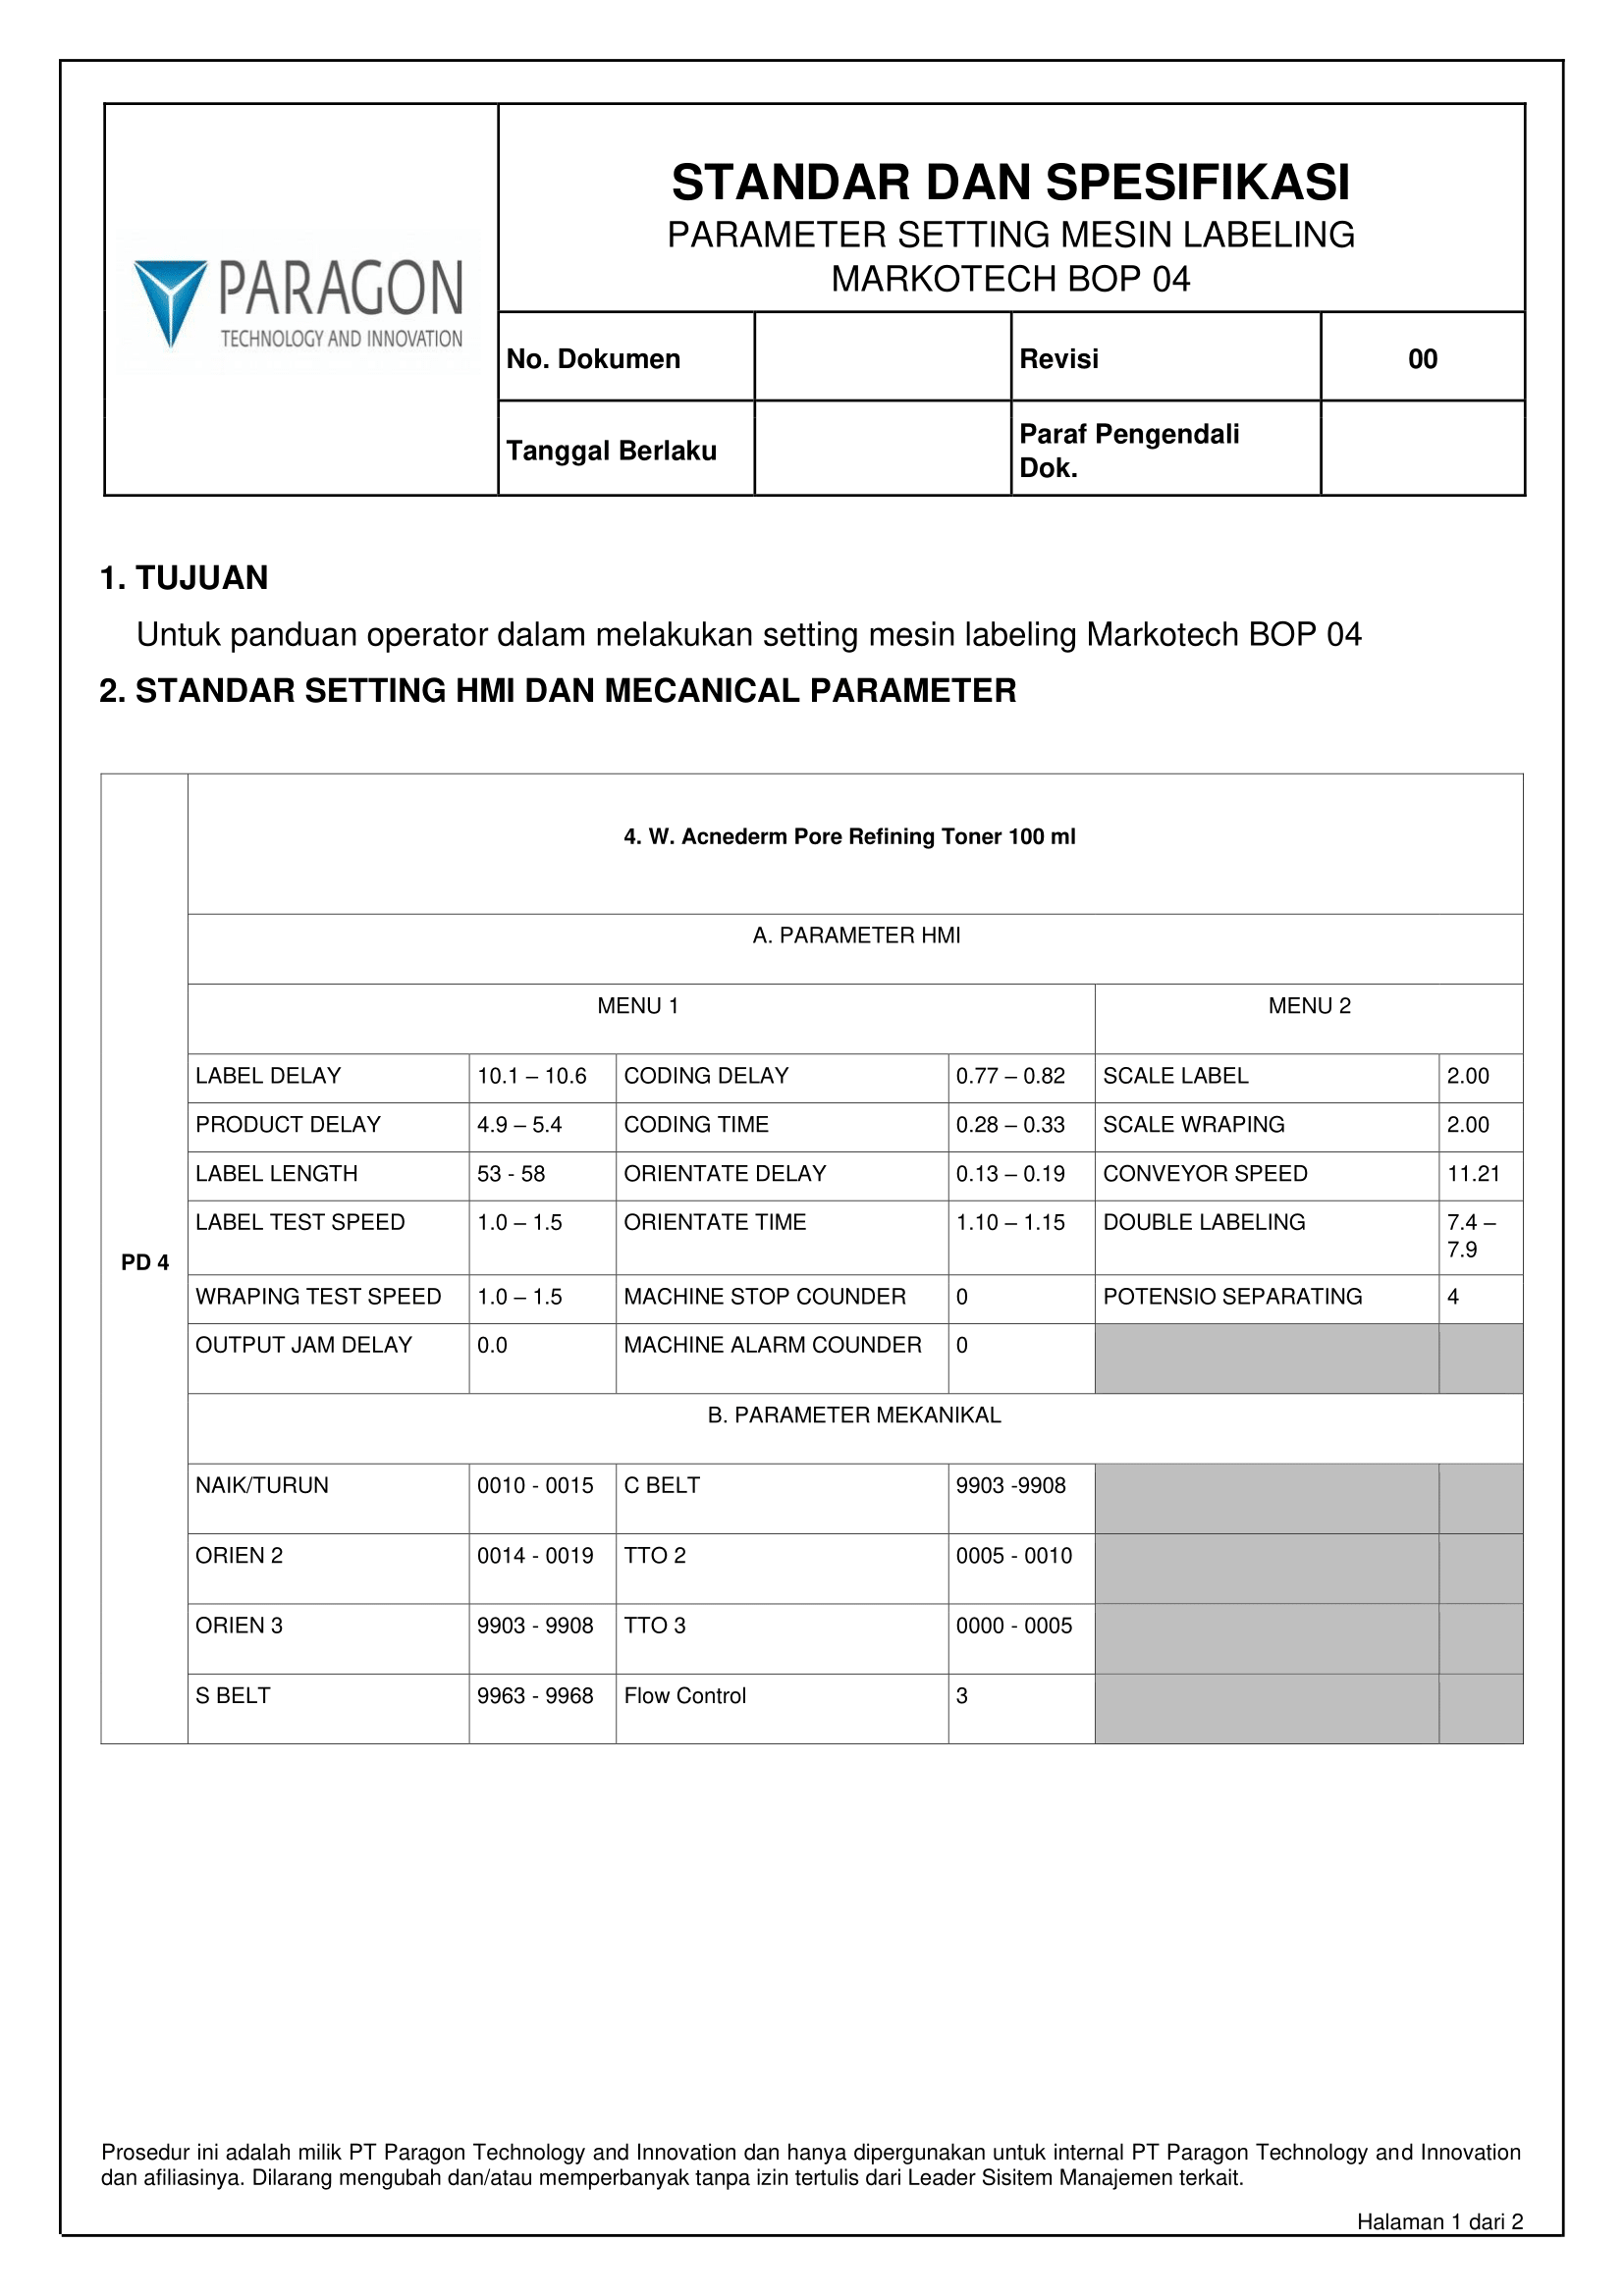 PARAGON
TECHNOLOGY AND INNOVATION
STANDAR DAN SPESIFIKASI
PARAMETER SETTING MESIN LABELING
MARKOTECH BOP 04
No. Dokumen Revisi 00
Tanggal Berlaku Paraf Pengendali
Dok.
1. TUJUAN
Untuk panduan operator dalam melakukan setting mesin labeling Markotech BOP 04
2. STANDAR SETTING HMI DAN MECANICAL PARAMETER
PD 4
4. W. Acnederm Pore Refining Toner 100 ml
A. PARAMETER HMI
MENU 1 MENU 2
LABEL DELAY 10.1 – 10.6 CODING DELAY 0.77 – 0.82 SCALE LABEL 2.00
PRODUCT DELAY 4.9 – 5.4 CODING TIME 0.28 – 0.33 SCALE WRAPING 2.00
LABEL LENGTH 53 - 58 ORIENTATE DELAY 0.13 – 0.19 CONVEYOR SPEED 11.21
LABEL TEST SPEED 1.0 – 1.5 ORIENTATE TIME 1.10 – 1.15 DOUBLE LABELING 7.4 –
7.9
WRAPING TEST SPEED 1.0 – 1.5 MACHINE STOP COUNDER 0 POTENSIO SEPARATING 4
OUTPUT JAM DELAY 0.0 MACHINE ALARM COUNDER 0
B. PARAMETER MEKANIKAL
NAIK/TURUN 0010 - 0015 C BELT 9903 -9908
ORIEN 2 0014 - 0019 TTO 2 0005 - 0010
ORIEN 3 9903 - 9908 TTO 3 0000 - 0005
S BELT 9963 - 9968 Flow Control 3
Prosedur ini adalah milik PT Paragon Technology and Innovation dan hanya dipergunakan untuk internal PT Paragon Technology and Innovation
dan afiliasinya. Dilarang mengubah dan/atau memperbanyak tanpa izin tertulis dari Leader Sisitem Manajemen terkait.
Halaman 1 dari 2